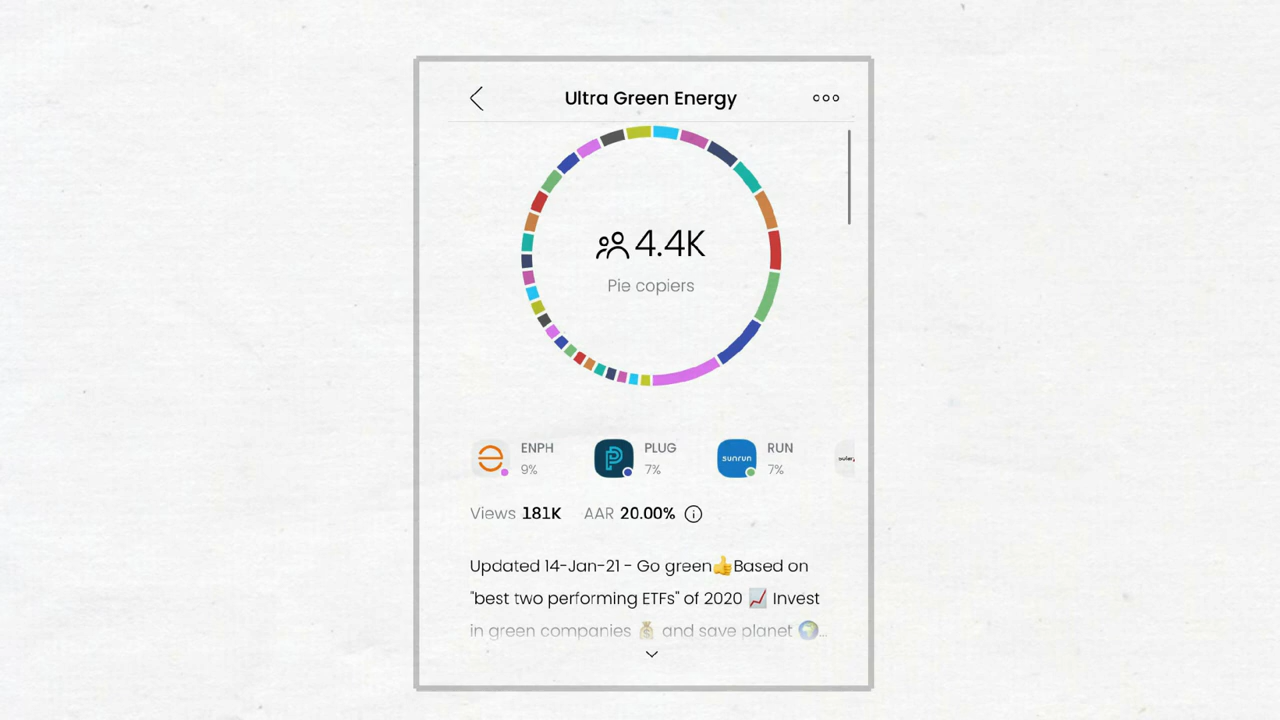 Ultra Green Energy
4.4K
Pie copiers
ENPH
9%
PLUG
7%
sunrun
RUN
7%
Views 181K AAR 20.00%
Updated 14-Jan-21 - Go green👍Based on
"best two performing ETFs" of 2020 📈 Invest
in green companies 💰 and save planet 🌍...